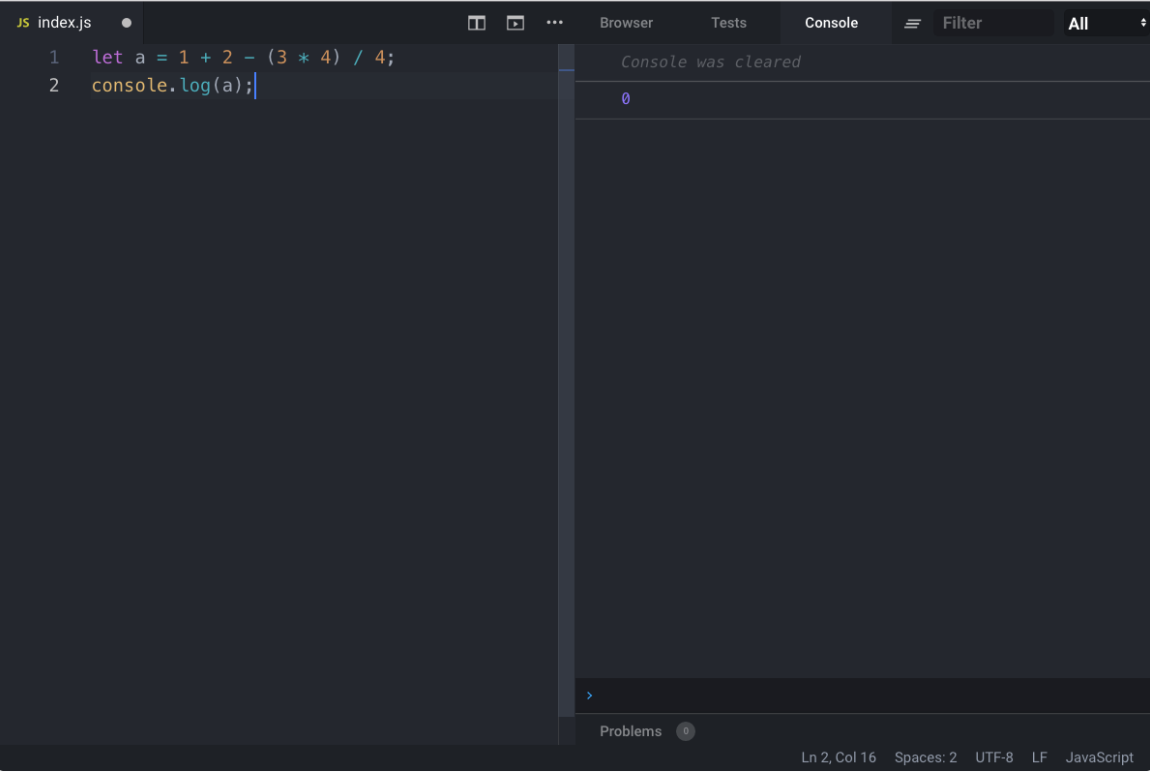 JS index.js ● ••• Browser Tests Console Filter All
1 let a = 1 + 2 - (3 * 4) / 4;
2 console.log(a);
Console was cleared
0
›
Problems 0
Ln 2, Col 16 Spaces: 2 UTF-8 LF JavaScript